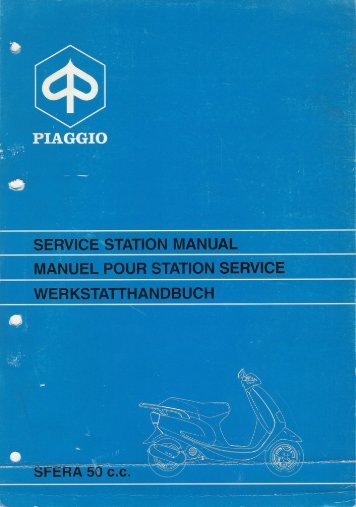 PIAGGIO
SERVICE STATION MANUAL
MANUEL POUR STATION SERVICE
WERKSTATTHANDBUCH
SFERA 50 c.c.